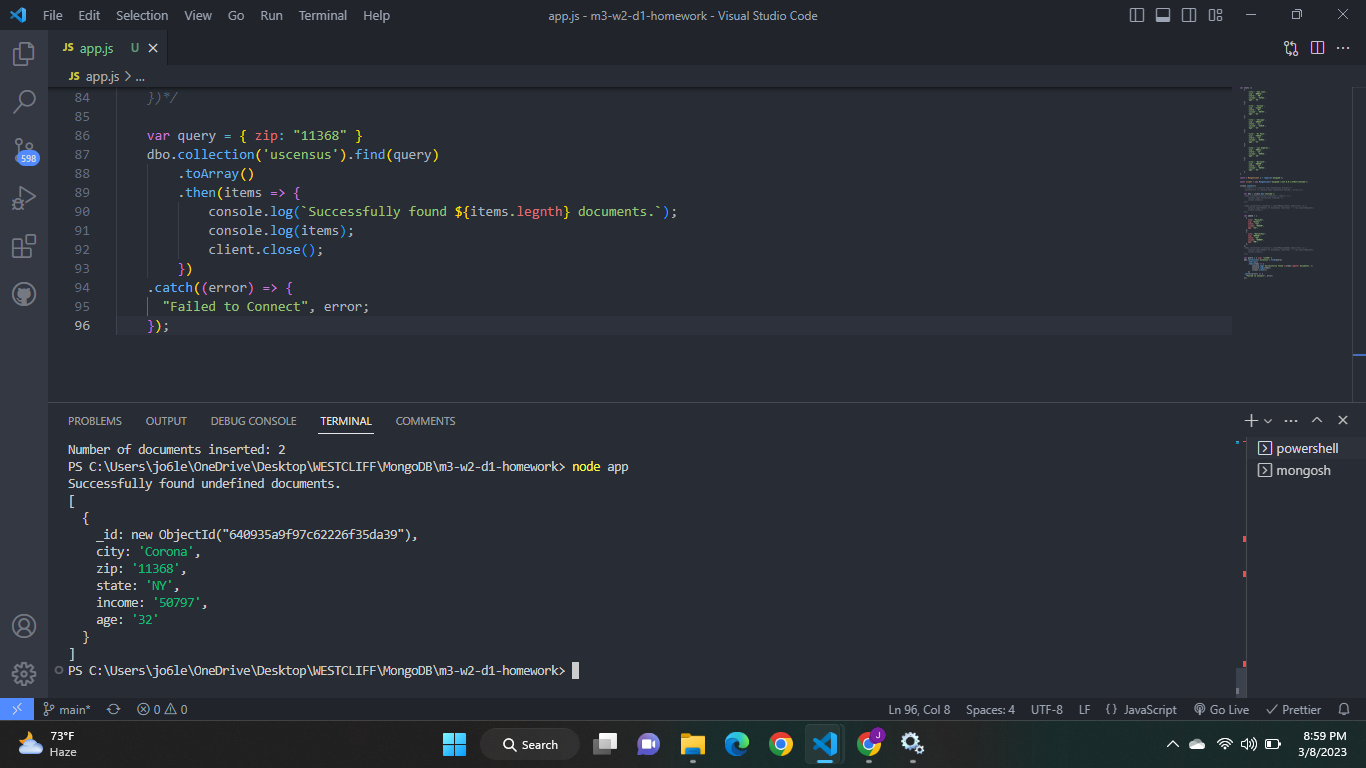 File Edit Selection View Go Run Terminal Help app.js - m3-w2-d1-homework - Visual Studio Code
JS app.js U
JS app.js > ...
84 })*/
85
86 var query = { zip: "11368" }
87 dbo.collection('uscensus').find(query)
88 .toArray()
89 .then(items => {
90 console.log(`Successfully found ${items.legnth} documents.`);
91 console.log(items);
92 client.close();
93 })
94 .catch((error) => {
95 "Failed to Connect", error;
96 });
598
PROBLEMS OUTPUT DEBUG CONSOLE TERMINAL COMMENTS
Number of documents inserted: 2
PS C:\Users\jo6le\OneDrive\Desktop\WESTCLIFF\MongoDB\m3-w2-d1-homework> node app
Successfully found undefined documents.
[
{
_id: new ObjectId("640935a9f97c62226f35da39"),
city: 'Corona',
zip: '11368',
state: 'NY',
income: '50797',
age: '32'
}
]
PS C:\Users\jo6le\OneDrive\Desktop\WESTCLIFF\MongoDB\m3-w2-d1-homework>
powershell
mongosh
main* 0 0 Ln 96, Col 8 Spaces: 4 UTF-8 LF {} JavaScript Go Live Prettier
73°F
Haze
Search
J
8:59 PM
3/8/2023